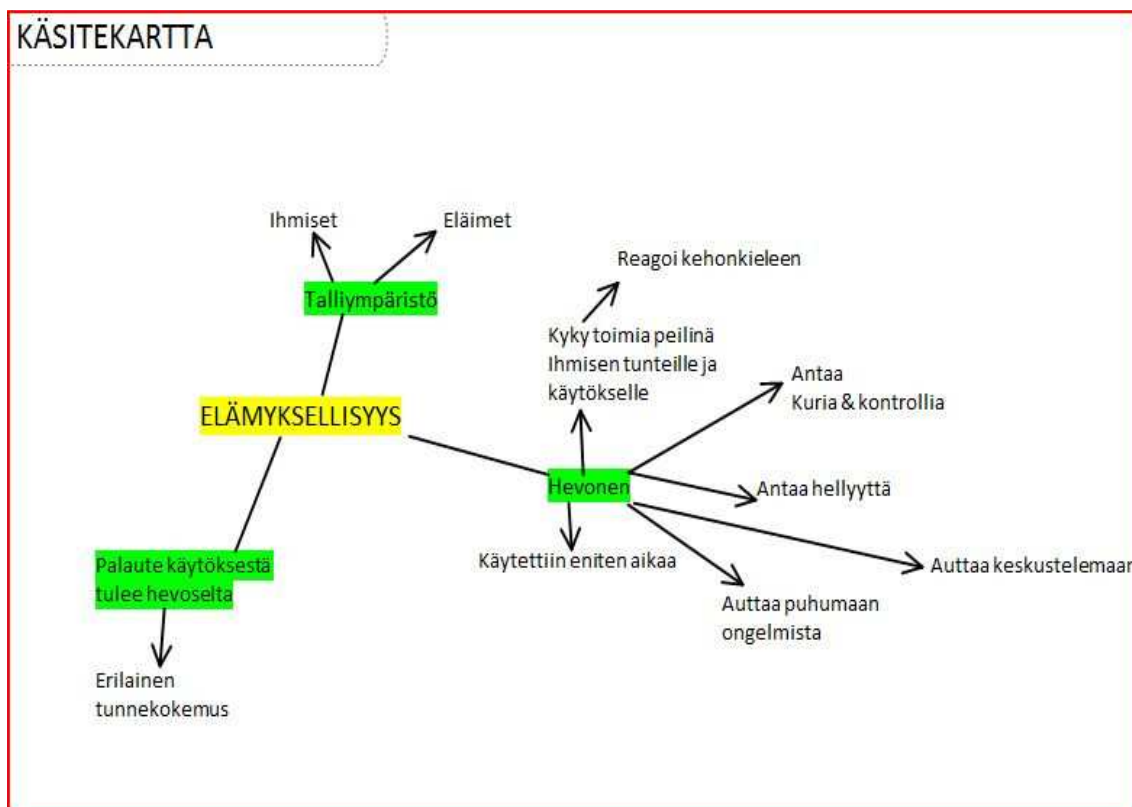 KÄSITEKARTTA
Ihmiset
Eläimet
Talliympäristö
Reagoi kehonkieleen
Kyky toimia peilinä
Ihmisen tunteille ja
käytökselle
Antaa
Kuria & kontrollia
ELÄMYKSELLISYYS
Hevonen
Antaa hellyyttä
Käytettiin eniten aikaa
Auttaa keskustelemaan
Auttaa puhumaan
ongelmista
Palaute käytöksestä
tulee hevoselta
Erilainen
tunnekokemus